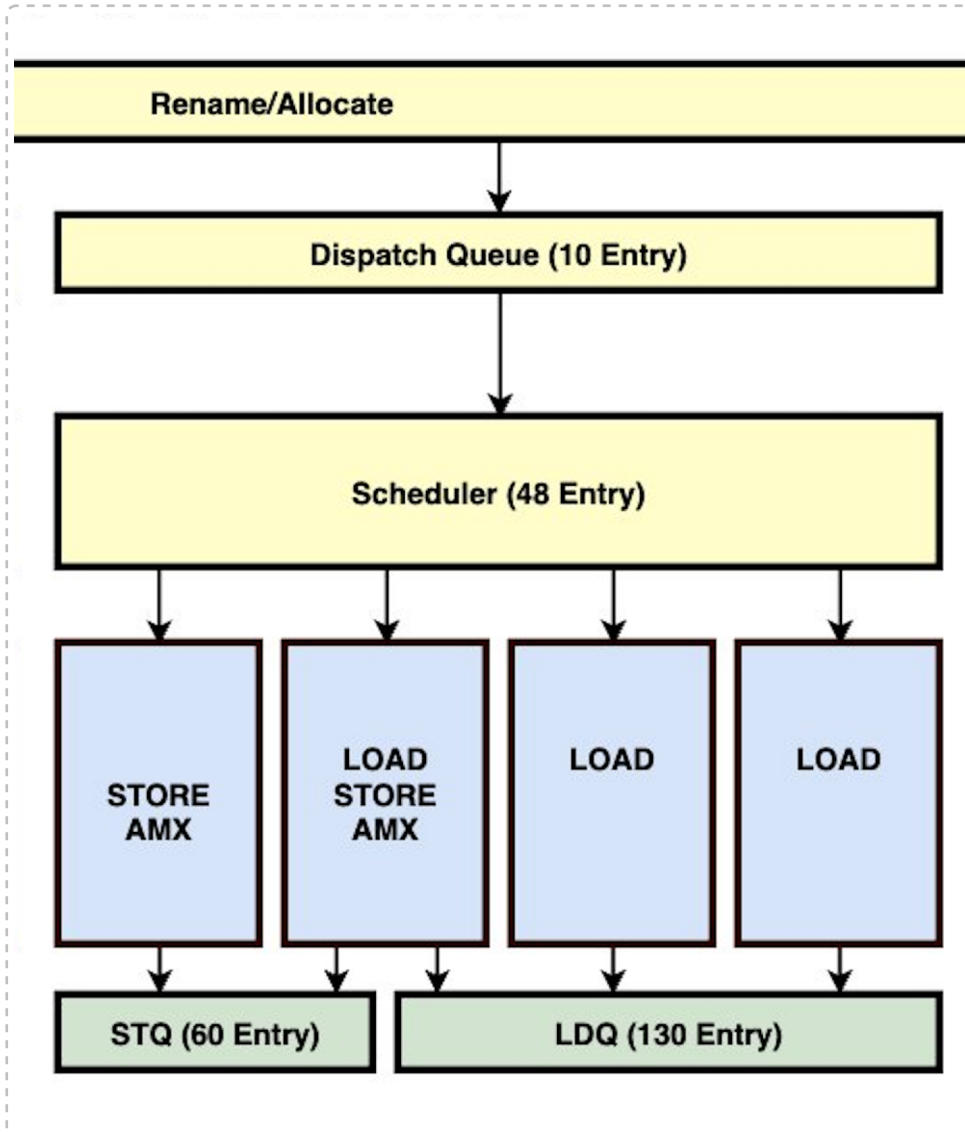 Rename/Allocate
Dispatch Queue (10 Entry)
Scheduler (48 Entry)
STORE
AMX
LOAD
STORE
AMX
LOAD
LOAD
STQ (60 Entry)
LDQ (130 Entry)